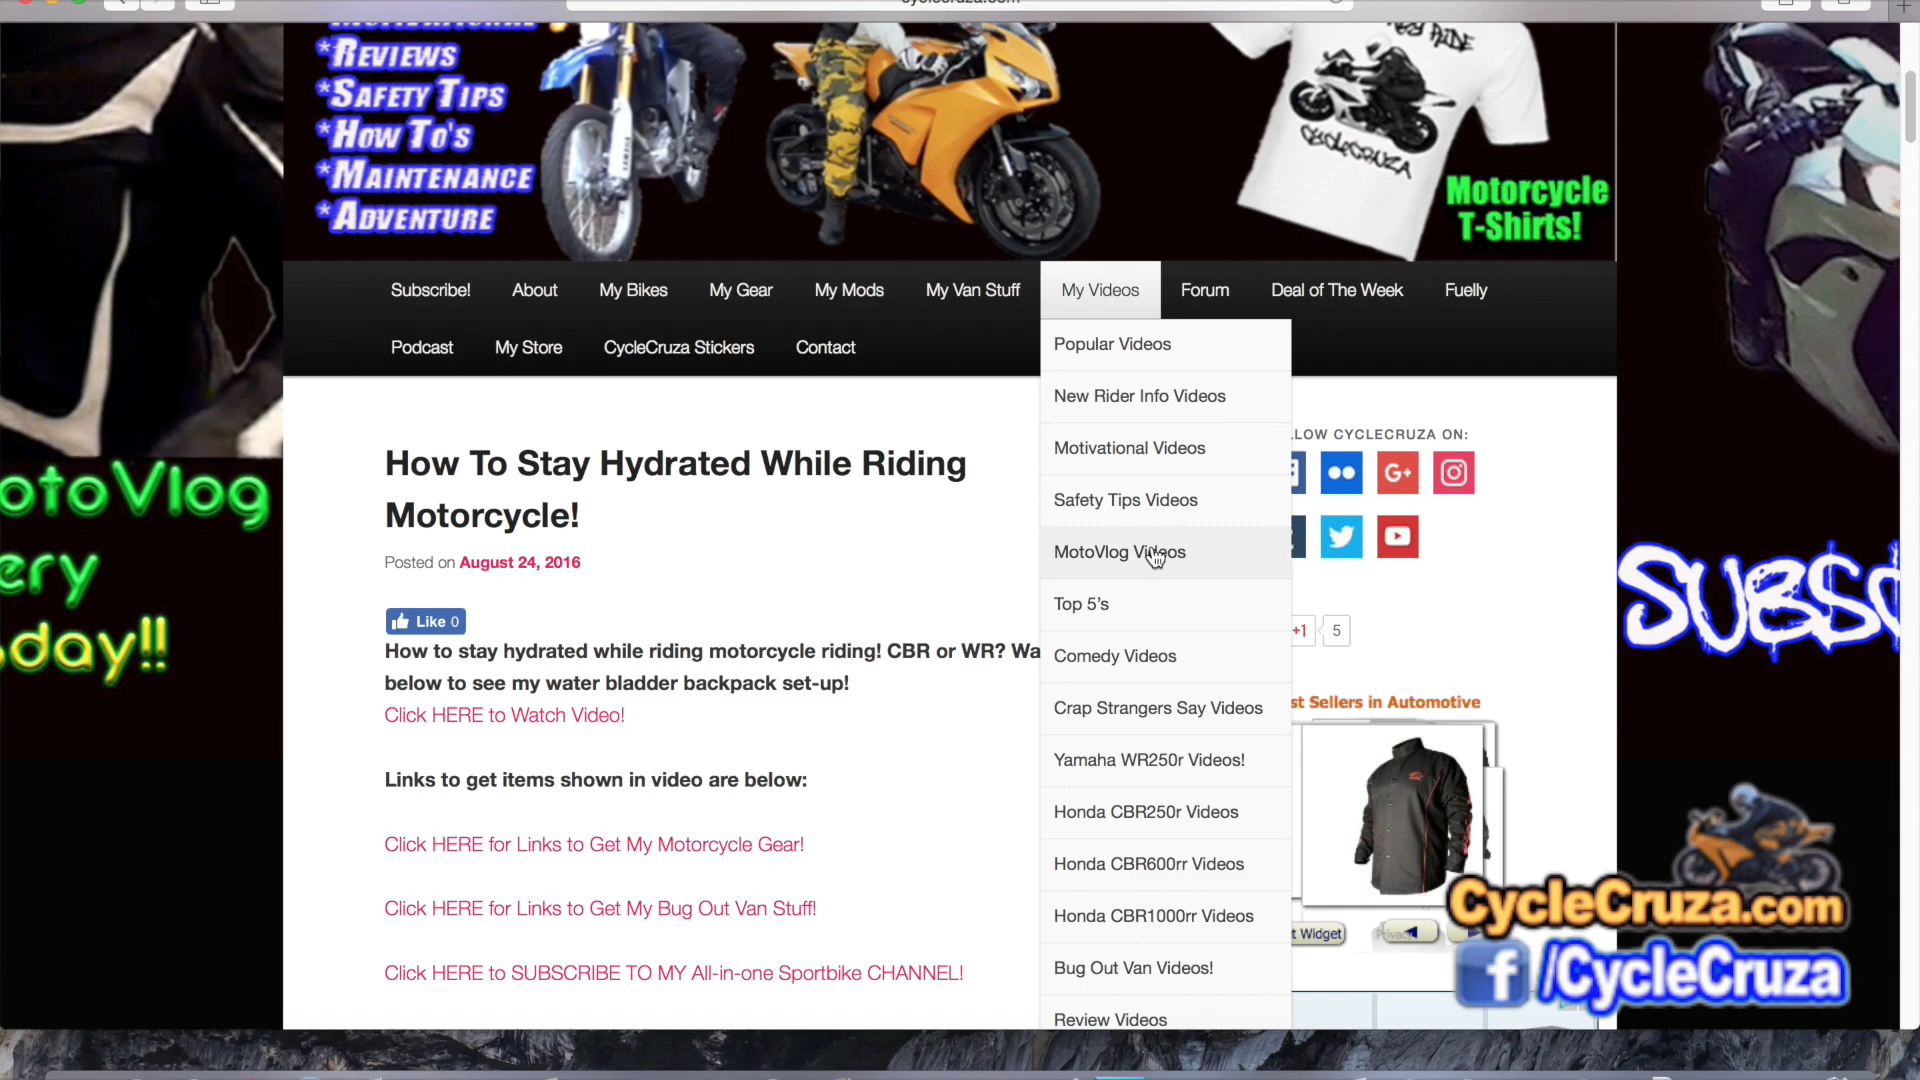 *REVIEWS
*SAFETY TIPS
*HOW TO'S
*MAINTENANCE
*ADVENTURE
RIDE
CYCLECRUZA
Motorcycle
T-Shirts!
Subscribe! About My Bikes My Gear My Mods My Van Stuff My Videos Forum Deal of The Week Fuelly
Podcast My Store CycleCruza Stickers Contact
Popular Videos
New Rider Info Videos
Motivational Videos
Safety Tips Videos
MotoVlog Videos
Top 5's
Comedy Videos
Crap Strangers Say Videos
Yamaha WR250r Videos!
Honda CBR250r Videos
Honda CBR600rr Videos
Honda CBR1000rr Videos
Bug Out Van Videos!
Review Videos
How To Stay Hydrated While Riding
Motorcycle!
Posted on August 24, 2016
Like 0
How to stay hydrated while riding motorcycle riding! CBR or WR? Wa
below to see my water bladder backpack set-up!
Click HERE to Watch Video!
Links to get items shown in video are below:
Click HERE for Links to Get My Motorcycle Gear!
Click HERE for Links to Get My Bug Out Van Stuff!
Click HERE to SUBSCRIBE TO MY All-in-one Sportbike CHANNEL!
LLOW CYCLECRUZA ON:
G+
+1 5
st Sellers in Automotive
t Widget Privacy
otoVlog
ery
day!!
SUBSC
CycleCruza.com
f /CycleCruza